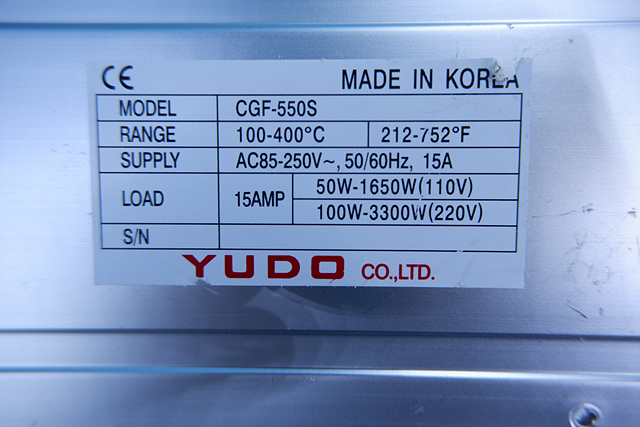 CE MADE IN KOREA
MODEL CGF-550S
RANGE 100-400°C 212-752°F
SUPPLY AC85-250V~, 50/60Hz, 15A
LOAD 15AMP 50W-1650W(110V)
100W-3300W(220V)
S/N
YUDO CO.,LTD.